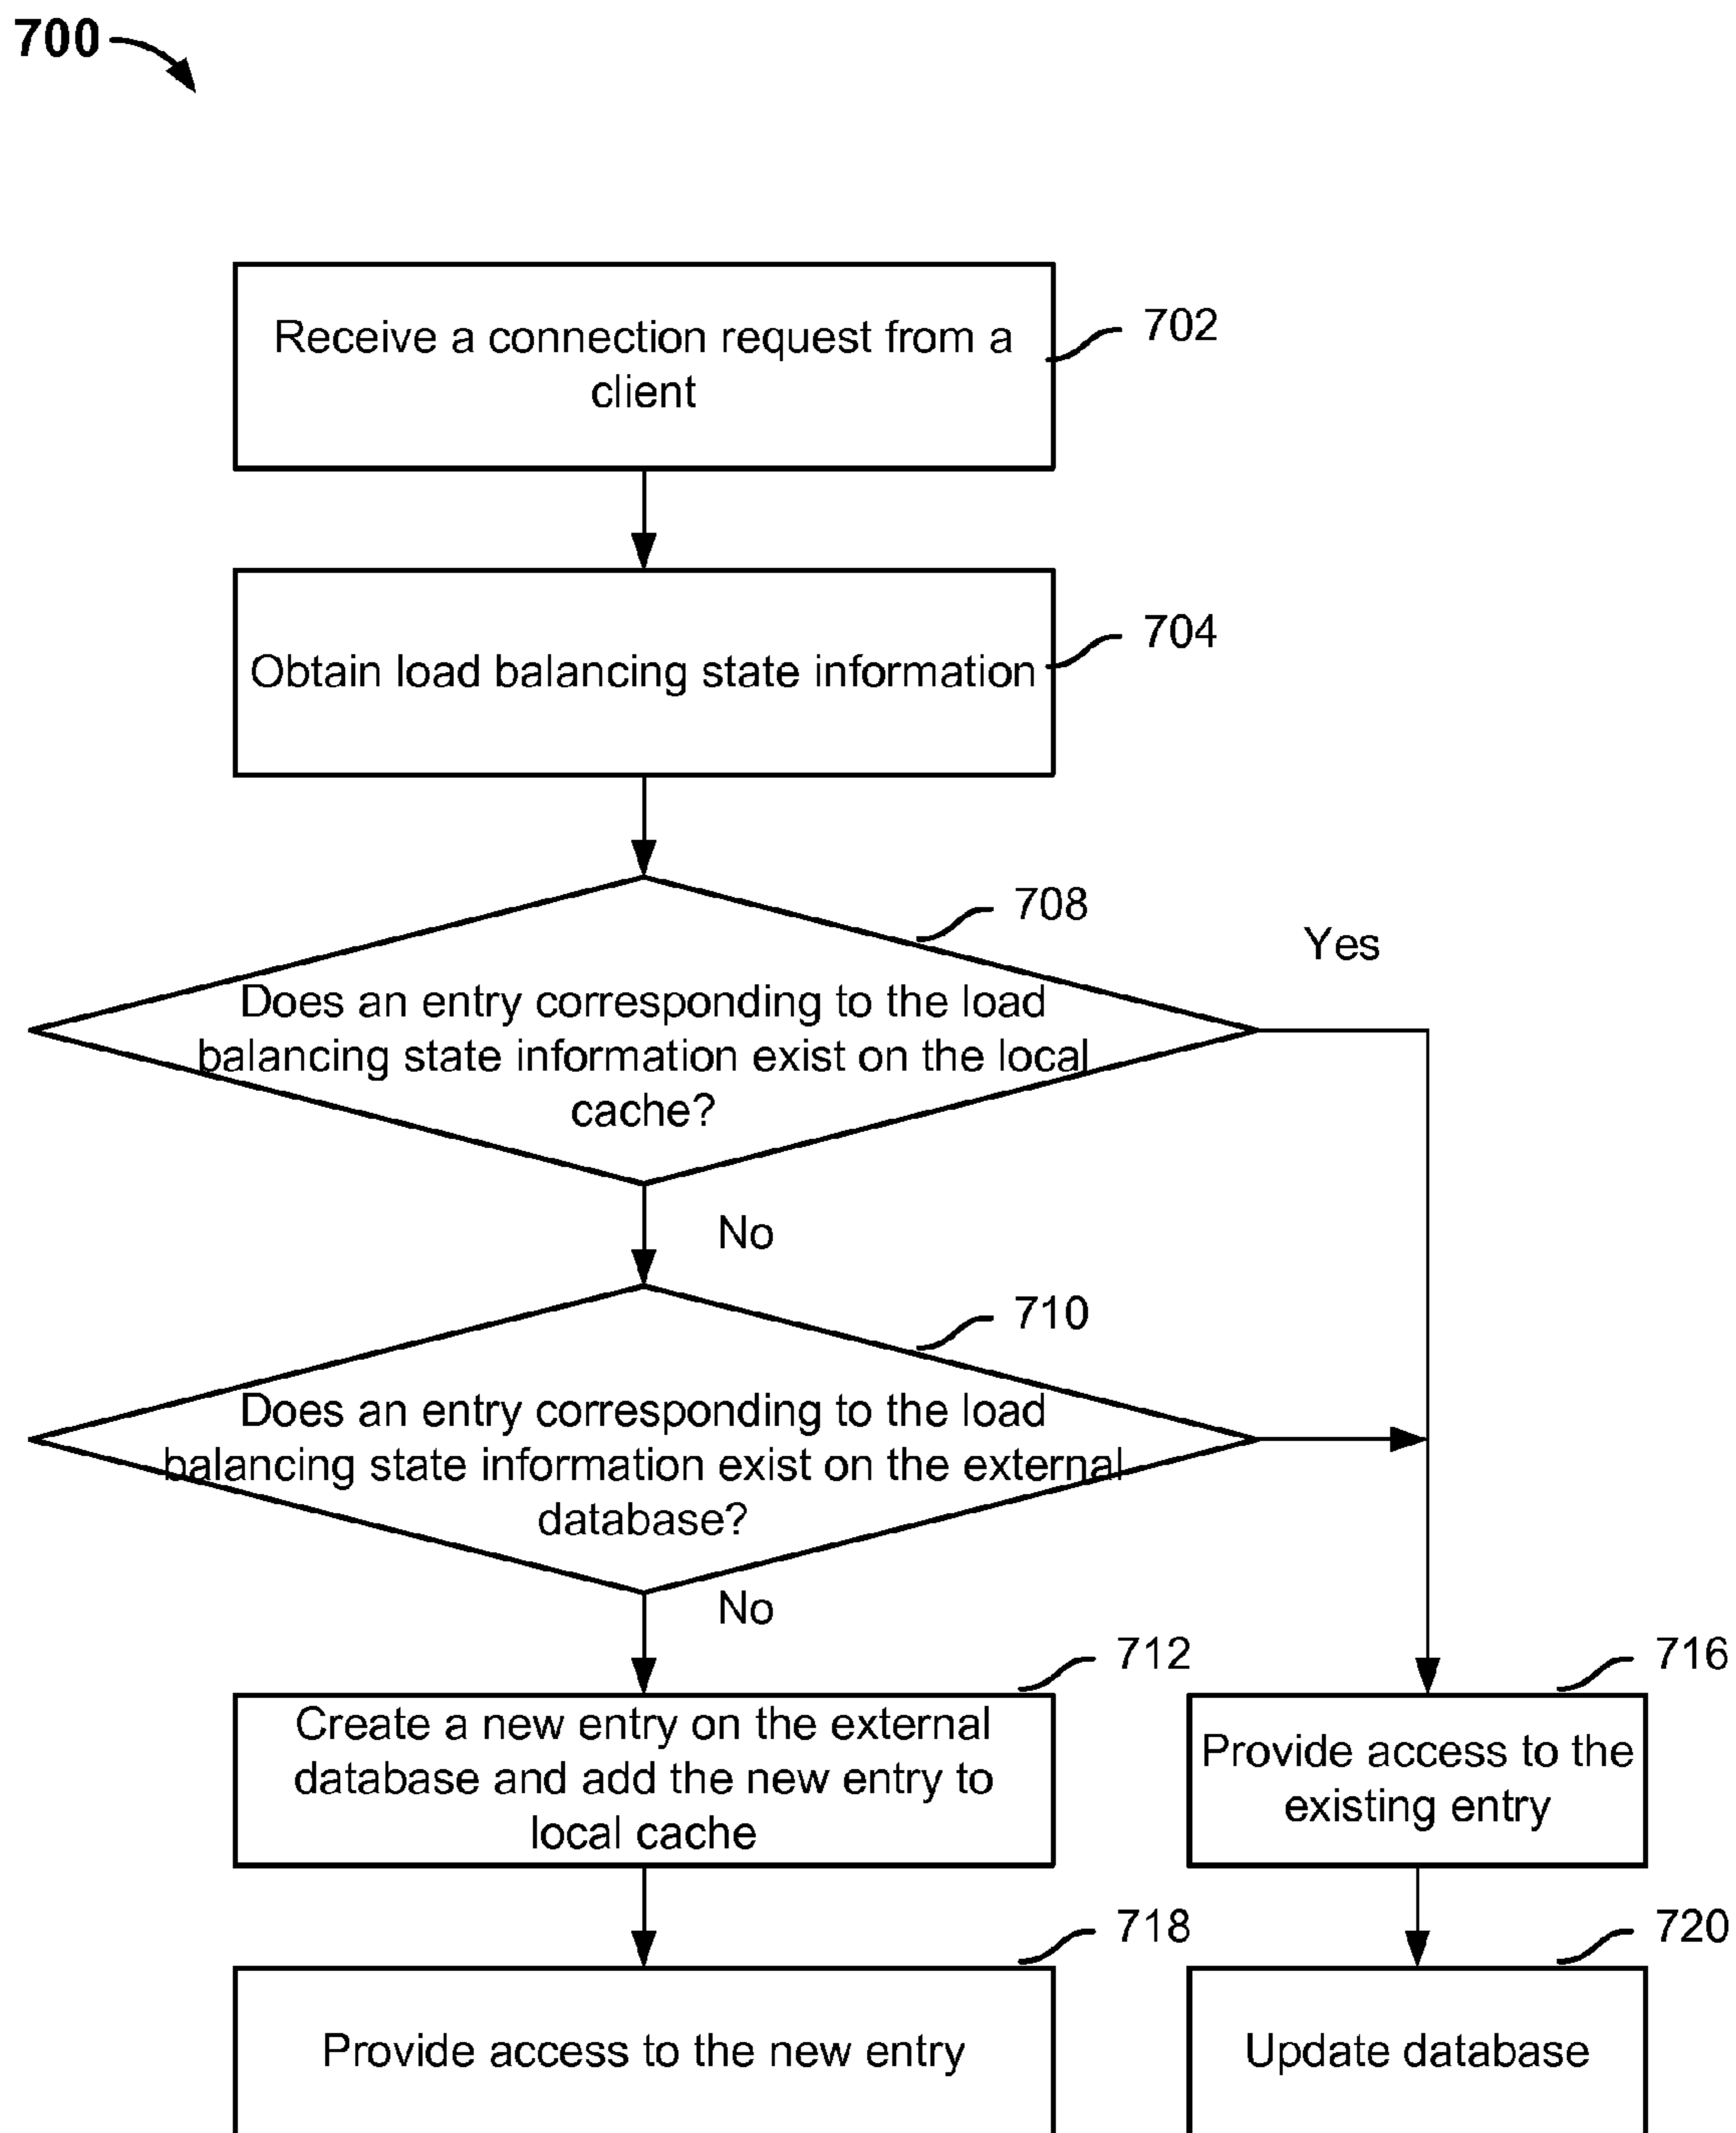 700
Receive a connection request from a
client
702
Obtain load balancing state information
704
708
Yes
Does an entry corresponding to the load
balancing state information exist on the local
cache?
No
710
Does an entry corresponding to the load
balancing state information exist on the external
database?
No
712
716
Create a new entry on the external
database and add the new entry to
local cache
Provide access to the
existing entry
718
720
Provide access to the new entry
Update database